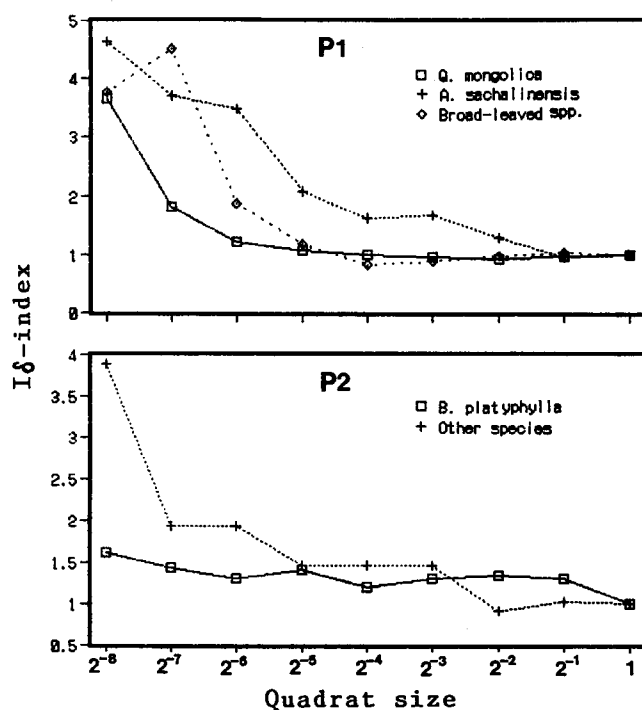 P1
5
4
3
2
1
0
□ Q. mongolica
+ A. sachalinensis
◇ Broad-leaved spp.
Iδ-index
P2
4
3.5
3
2.5
2
1.5
1
0.5
□ B. platyphylla
+ Other species
2⁻⁸ 2⁻⁷ 2⁻⁶ 2⁻⁵ 2⁻⁴ 2⁻³ 2⁻² 2⁻¹ 1
Quadrat size